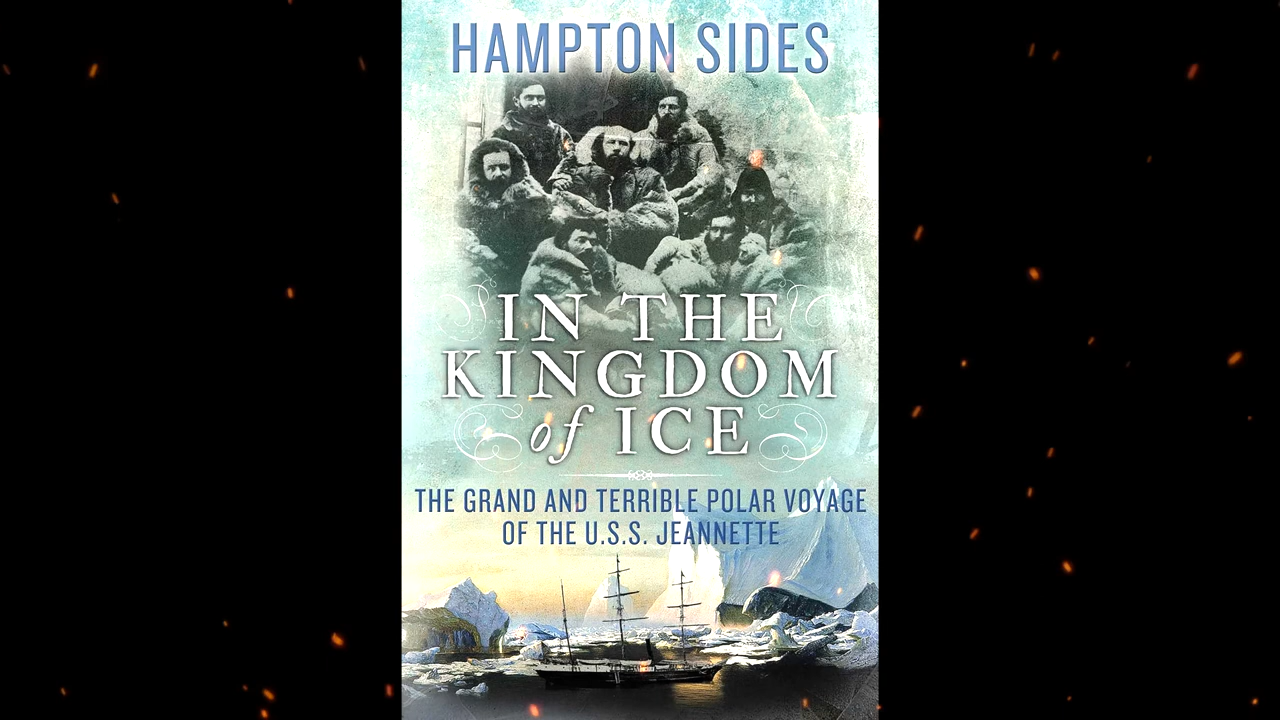 HAMPTON SIDES
IN THE
KINGDOM
of ICE
THE GRAND AND TERRIBLE POLAR VOYAGE
OF THE U.S.S. JEANNETTE